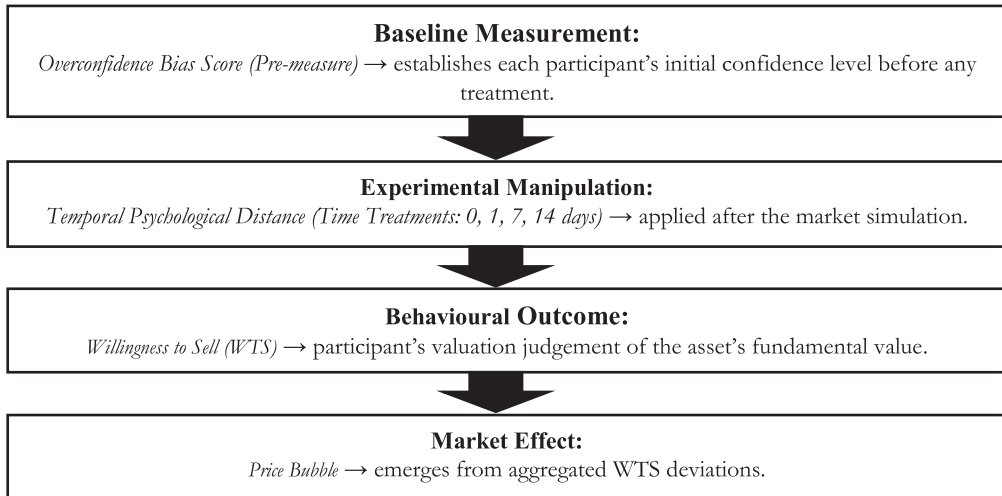 Baseline Measurement:
Overconfidence Bias Score (Pre-measure) → establishes each participant's initial confidence level before any
treatment.
Experimental Manipulation:
Temporal Psychological Distance (Time Treatments: 0, 1, 7, 14 days) → applied after the market simulation.
Behavioural Outcome:
Willingness to Sell (WTS) → participant's valuation judgement of the asset's fundamental value.
Market Effect:
Price Bubble → emerges from aggregated WTS deviations.